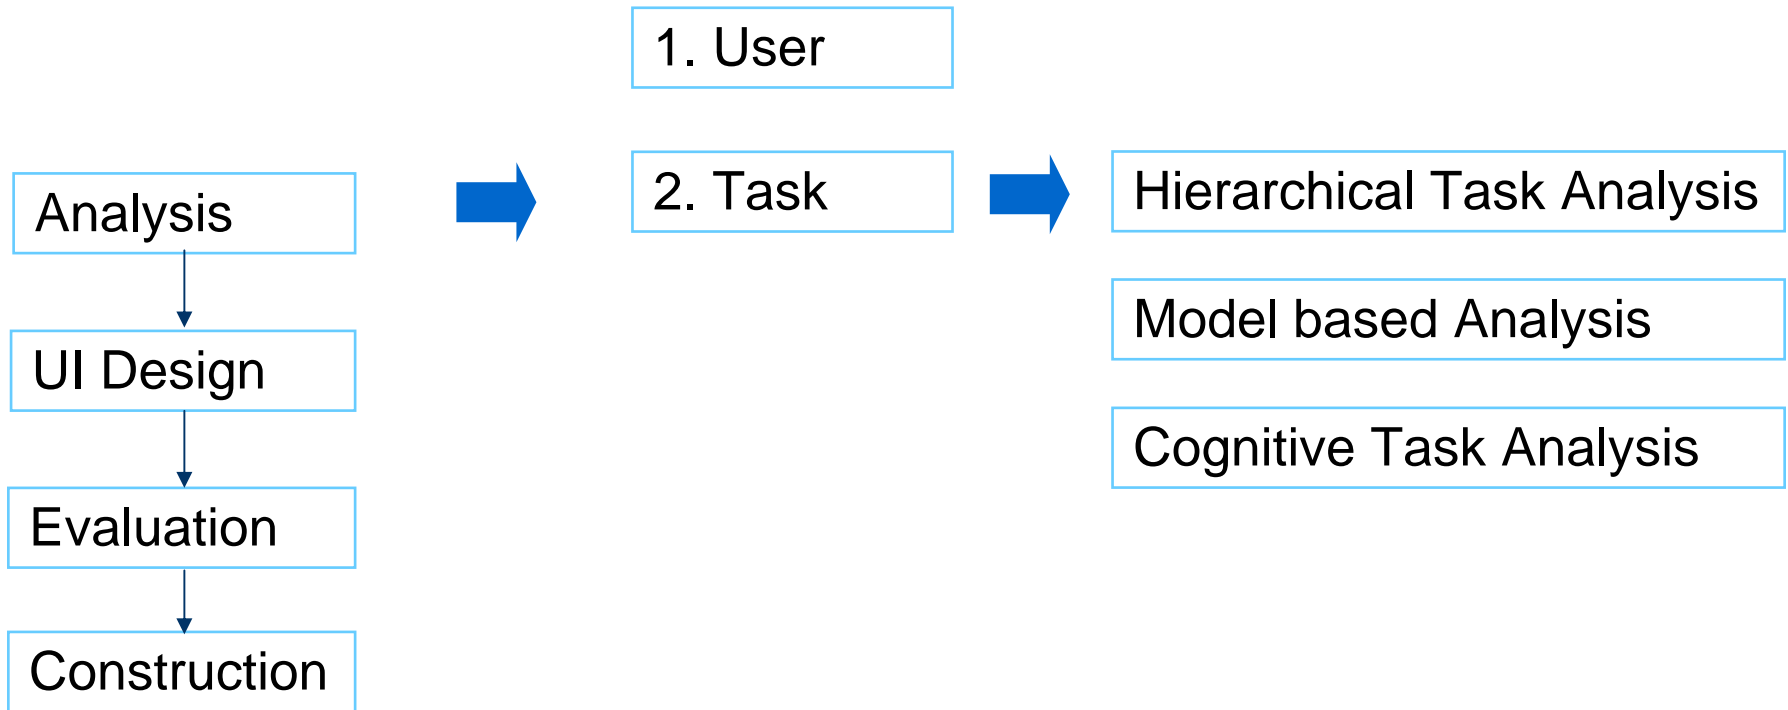 1. User
2. Task
Hierarchical Task Analysis
Model based Analysis
Cognitive Task Analysis
Analysis
UI Design
Evaluation
Construction